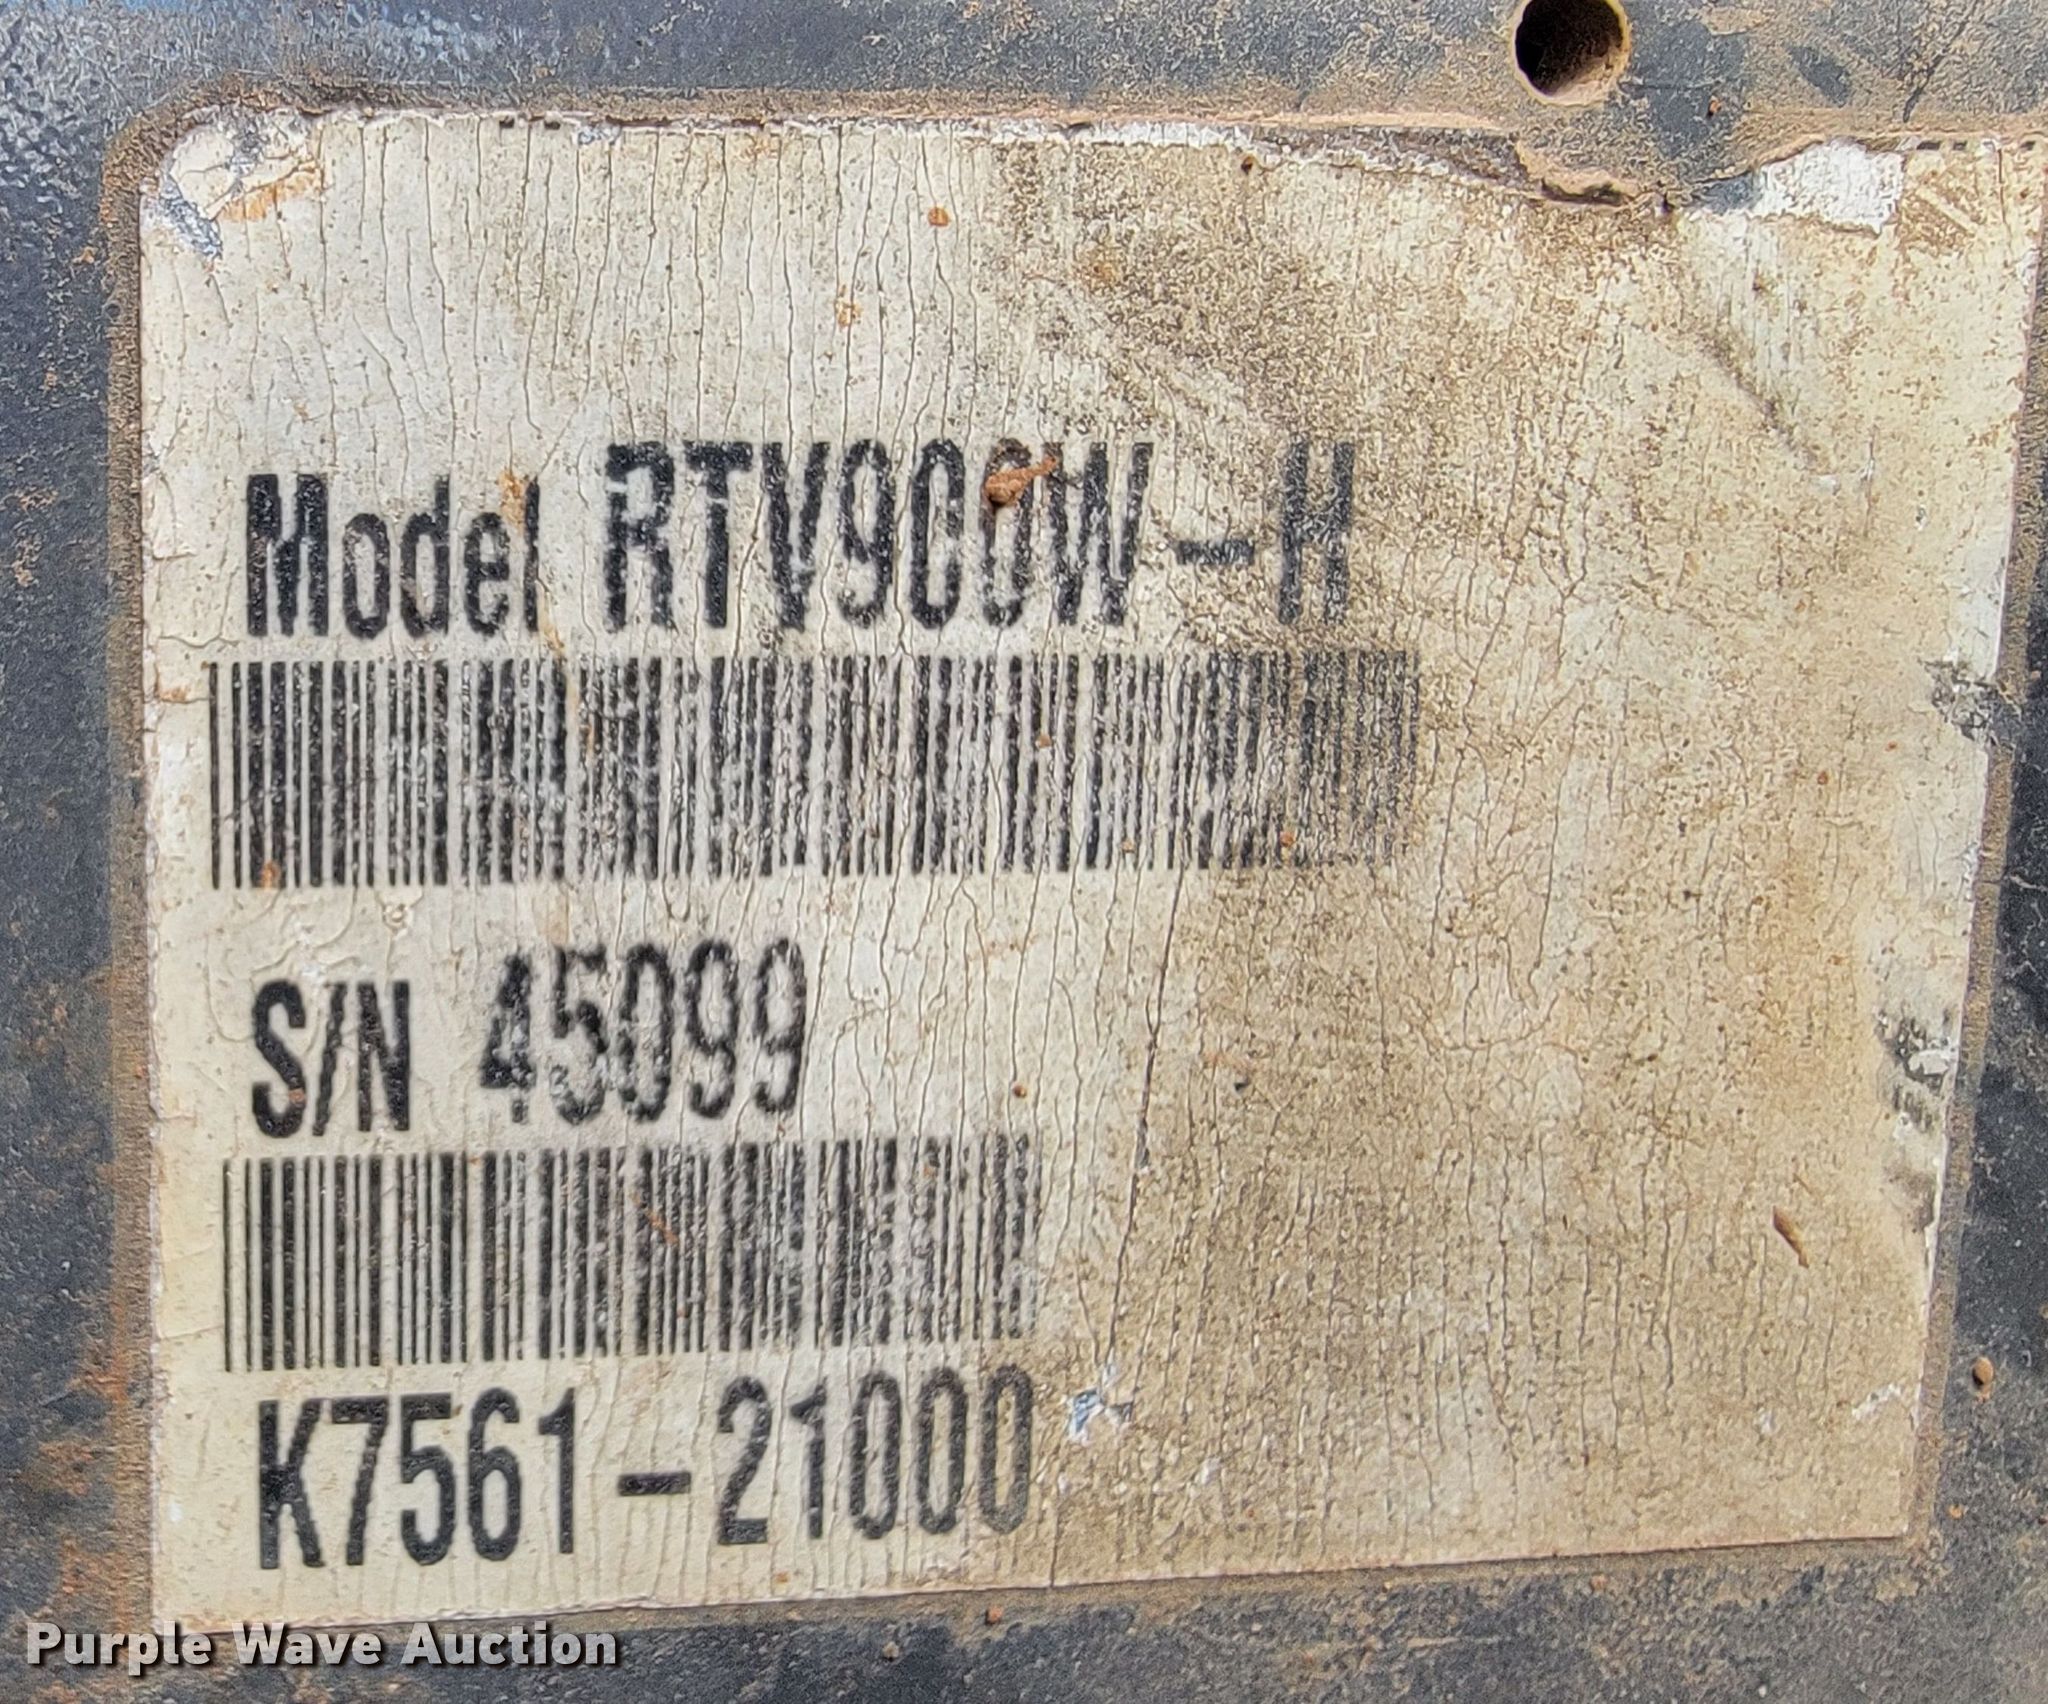 Model RTV900W-H
S/N 45099
K7561-21000
Purple Wave Auction